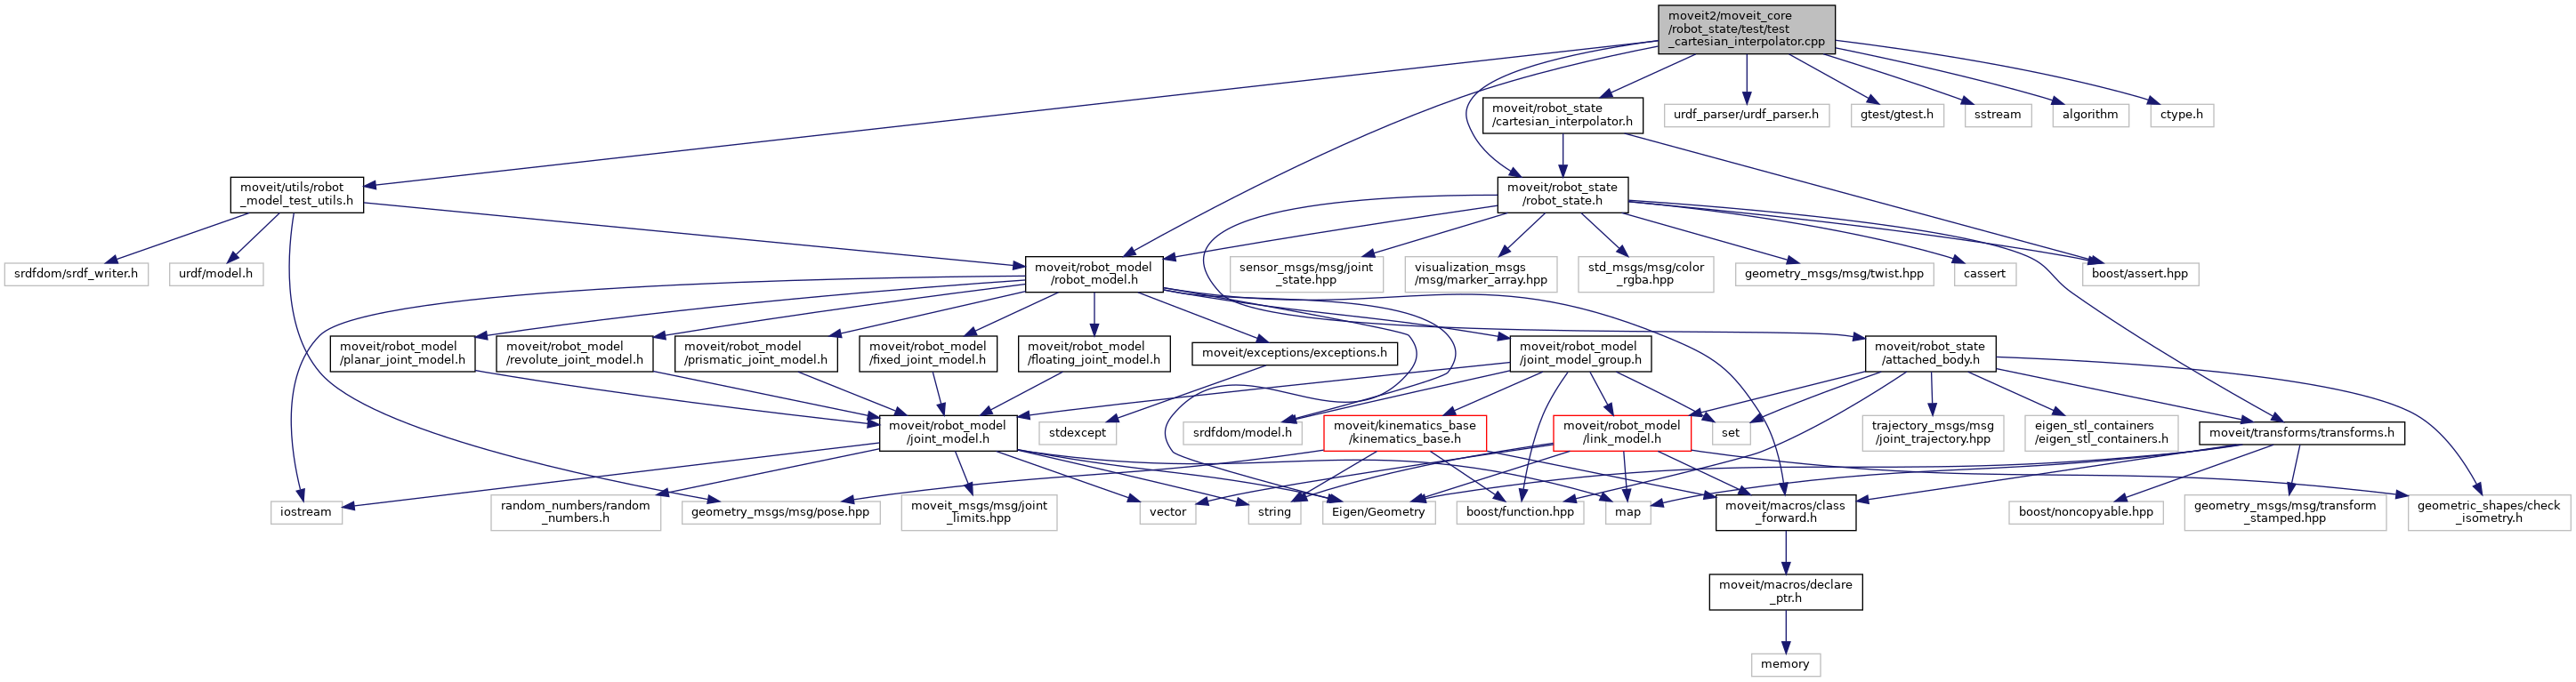 moveit2/moveit_core
/robot_state/test/test
_cartesian_interpolator.cpp
moveit/robot_state
/cartesian_interpolator.h
urdf_parser/urdf_parser.h
gtest/gtest.h
sstream
algorithm
ctype.h
moveit/utils/robot
_model_test_utils.h
moveit/robot_state
/robot_state.h
srdfdom/srdf_writer.h
urdf/model.h
moveit/robot_model
/robot_model.h
sensor_msgs/msg/joint
_state.hpp
visualization_msgs
/msg/marker_array.hpp
std_msgs/msg/color
_rgba.hpp
geometry_msgs/msg/twist.hpp
cassert
boost/assert.hpp
moveit/robot_model
/planar_joint_model.h
moveit/robot_model
/revolute_joint_model.h
moveit/robot_model
/prismatic_joint_model.h
moveit/robot_model
/fixed_joint_model.h
moveit/robot_model
/floating_joint_model.h
moveit/exceptions/exceptions.h
moveit/robot_model
/joint_model_group.h
moveit/robot_state
/attached_body.h
moveit/robot_model
/joint_model.h
stdexcept
srdfdom/model.h
moveit/kinematics_base
/kinematics_base.h
moveit/robot_model
/link_model.h
set
trajectory_msgs/msg
/joint_trajectory.hpp
eigen_stl_containers
/eigen_stl_containers.h
moveit/transforms/transforms.h
iostream
random_numbers/random
_numbers.h
geometry_msgs/msg/pose.hpp
moveit_msgs/msg/joint
_limits.hpp
vector
string
Eigen/Geometry
boost/function.hpp
map
moveit/macros/class
_forward.h
boost/noncopyable.hpp
geometry_msgs/msg/transform
_stamped.hpp
geometric_shapes/check
_isometry.h
moveit/macros/declare
_ptr.h
memory